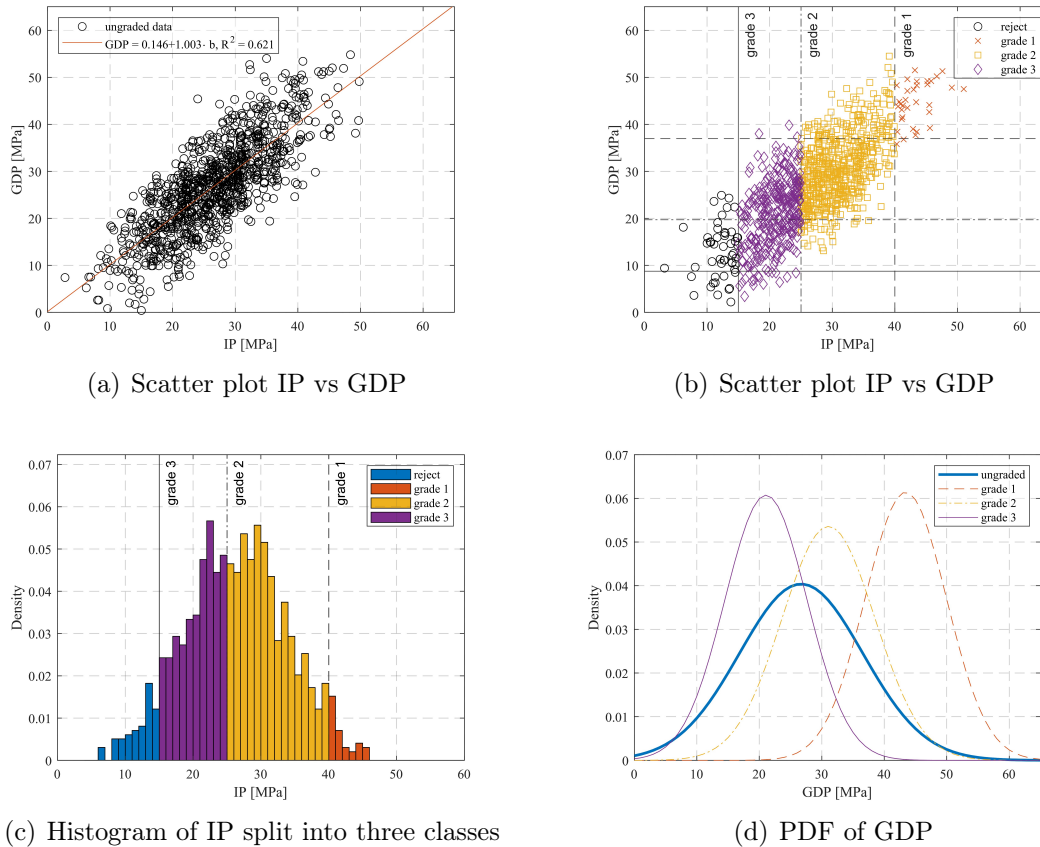 ungraded data
GDP = 0.146+1.003· b, R² = 0.621
GDP [MPa]
60
50
40
30
20
10
0
0 10 20 30 40 50 60
IP [MPa]
(a) Scatter plot IP vs GDP
grade 3
grade 2
grade 1
reject
grade 1
grade 2
grade 3
GDP [MPa]
60
50
40
30
20
10
0
0 10 20 30 40 50 60
IP [MPa]
(b) Scatter plot IP vs GDP
grade 3
grade 2
grade 1
reject
grade 1
grade 2
grade 3
Density
0.07
0.06
0.05
0.04
0.03
0.02
0.01
0
0 10 20 30 40 50 60
IP [MPa]
(c) Histogram of IP split into three classes
ungraded
grade 1
grade 2
grade 3
Density
0.07
0.06
0.05
0.04
0.03
0.02
0.01
0
0 10 20 30 40 50 60
GDP [MPa]
(d) PDF of GDP